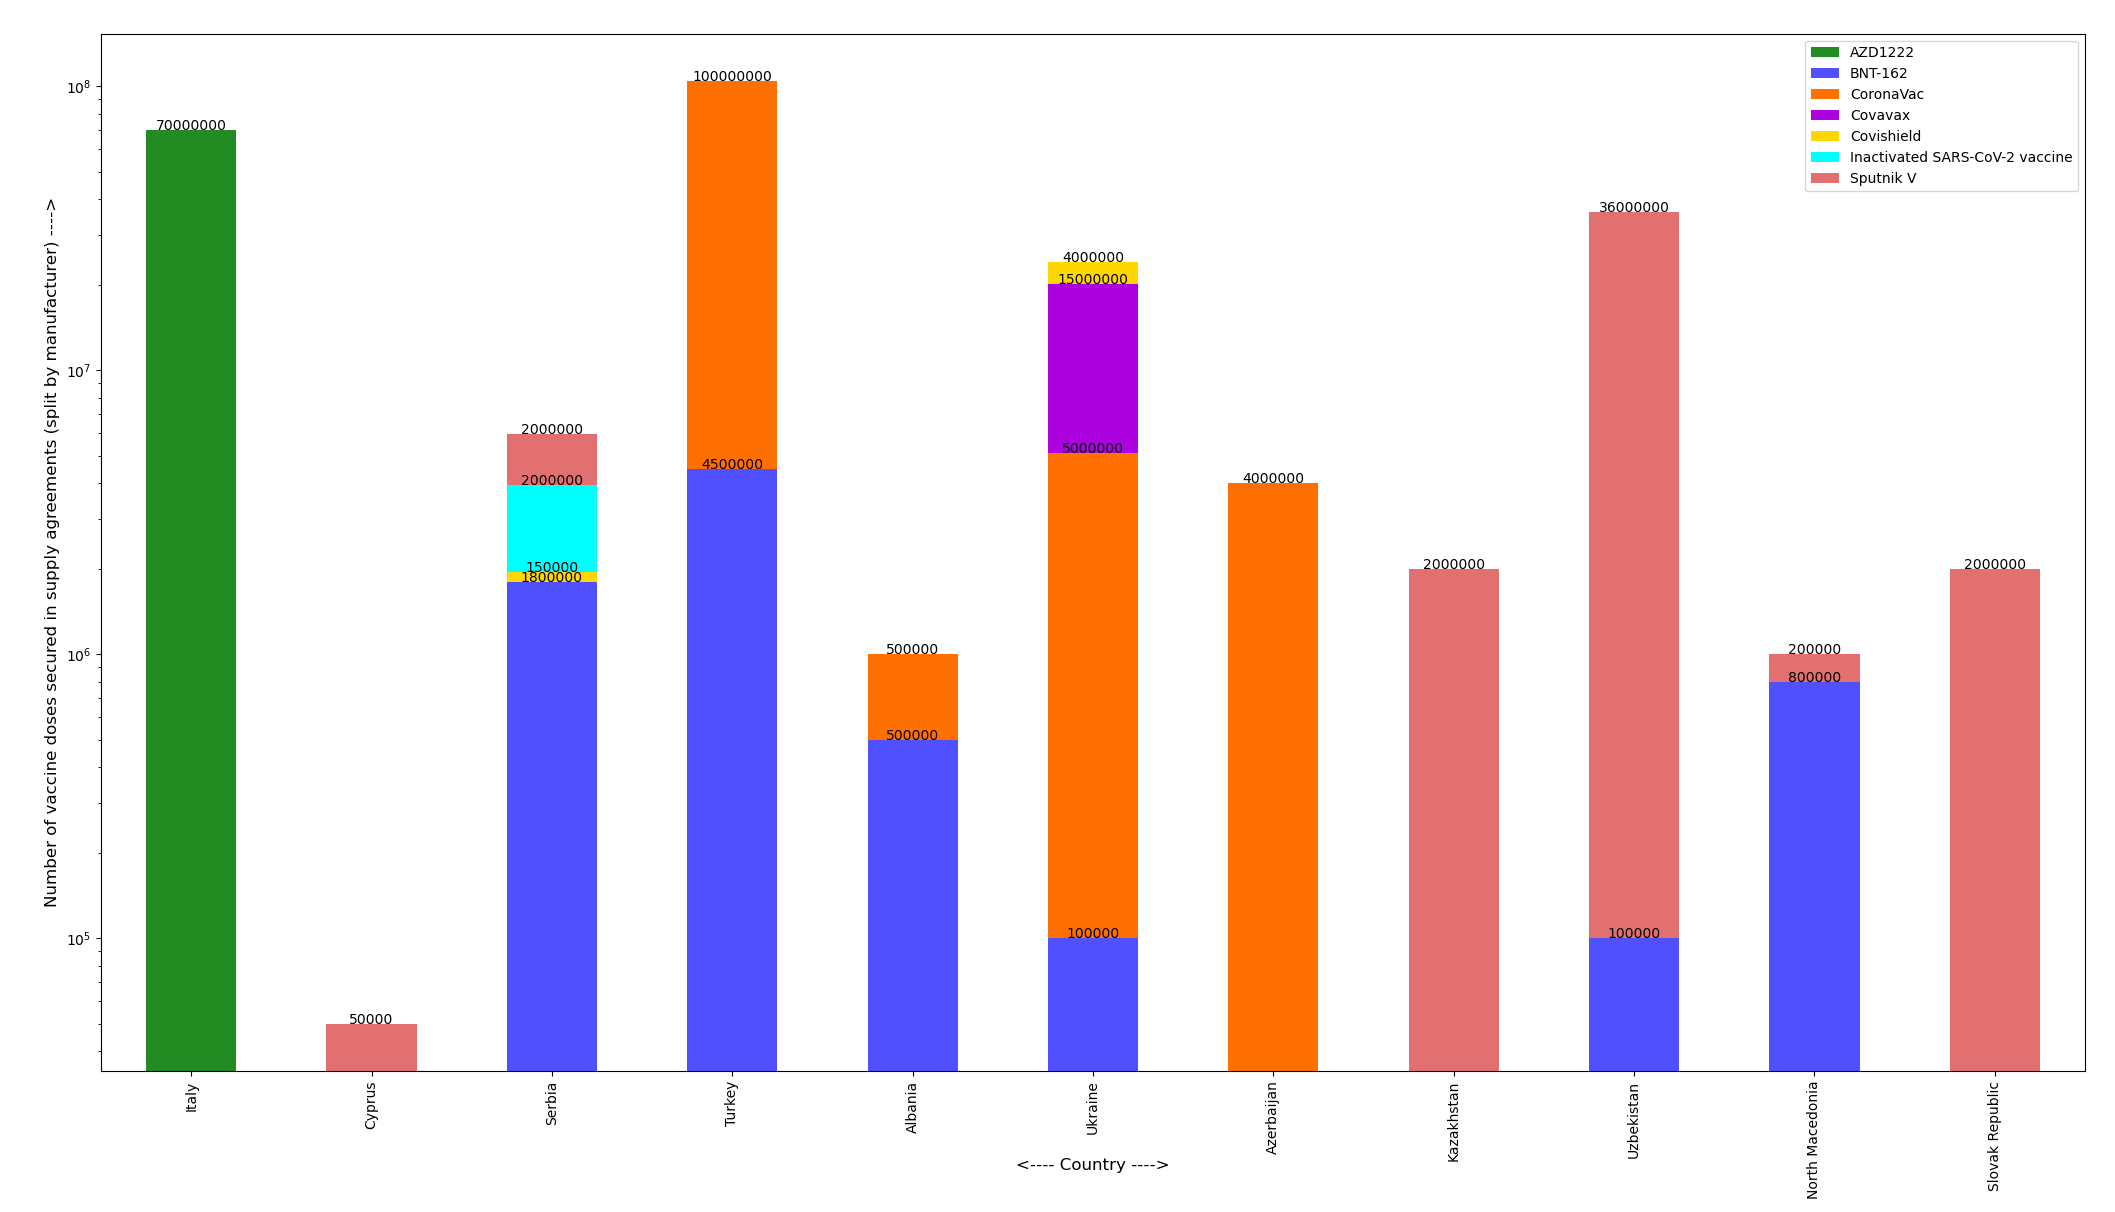 AZD1222
BNT-162
CoronaVac
Covavax
Covishield
Inactivated SARS-CoV-2 vaccine
Sputnik V
Number of vaccine doses secured in supply agreements (split by manufacturer) ---->
10^8
10^7
10^6
10^5
70000000
50000
2000000
2000000
150000
1800000
100000000
4500000
500000
500000
4000000
15000000
5000000
100000
4000000
2000000
36000000
100000
200000
800000
2000000
Italy
Cyprus
Serbia
Turkey
Albania
Ukraine
Azerbaijan
Kazakhstan
Uzbekistan
North Macedonia
Slovak Republic
<---- Country ---->